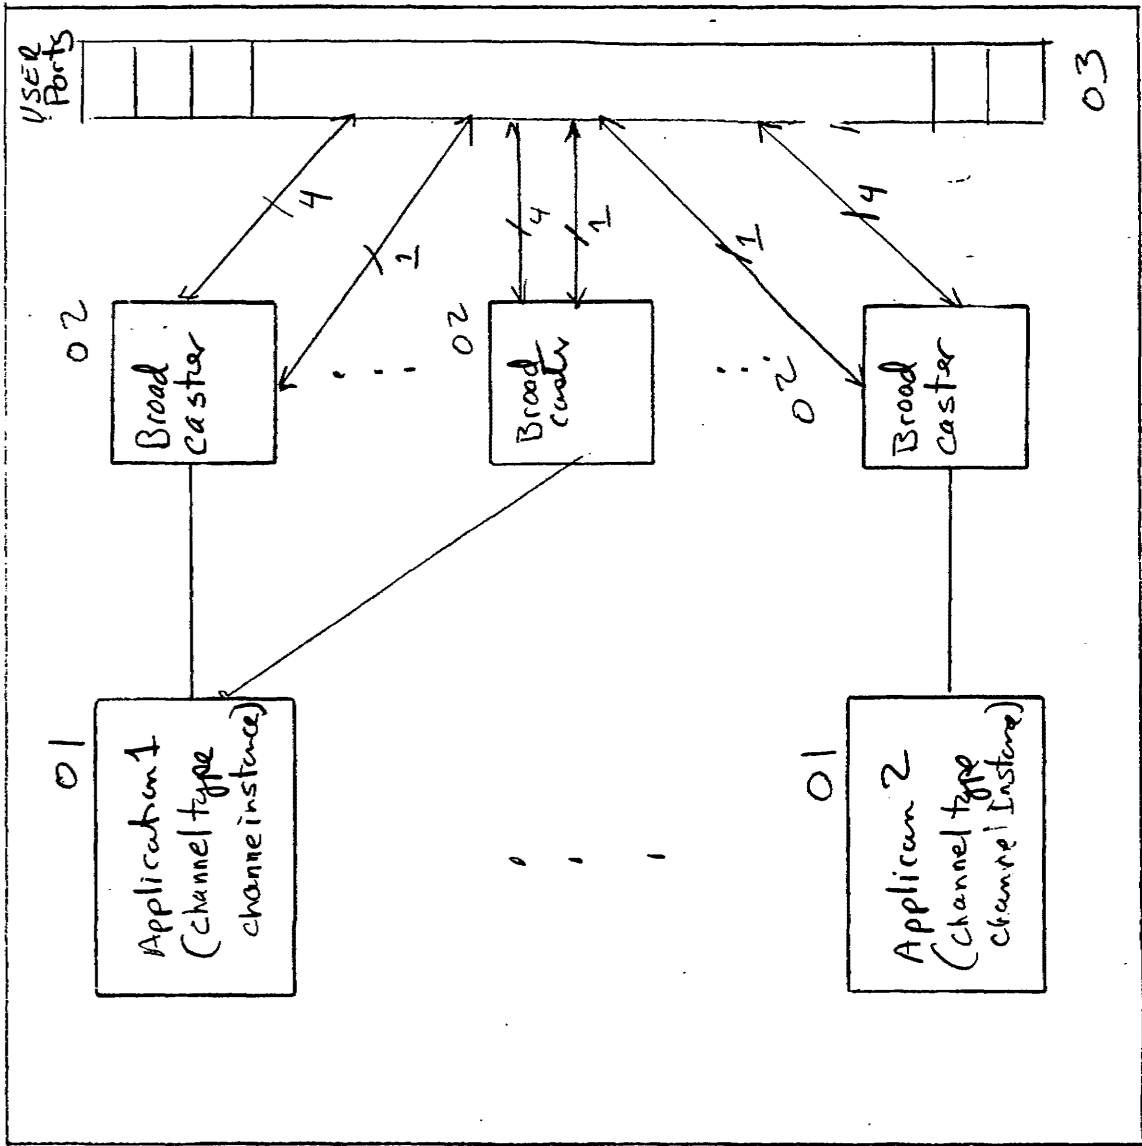 01
Application 1
(channel type
channe instance)
02
Broad
caster
4
1
USER
Ports
02
Broad
caster
4
1
01
Applican 2
(channel type
channel Instance)
02
Broad
caster
1
4
03